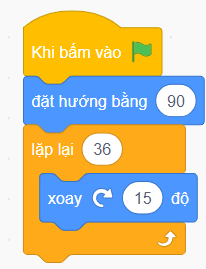 Khi bấm vào
đặt hướng bằng 90
lặp lại 36
xoay 15 độ